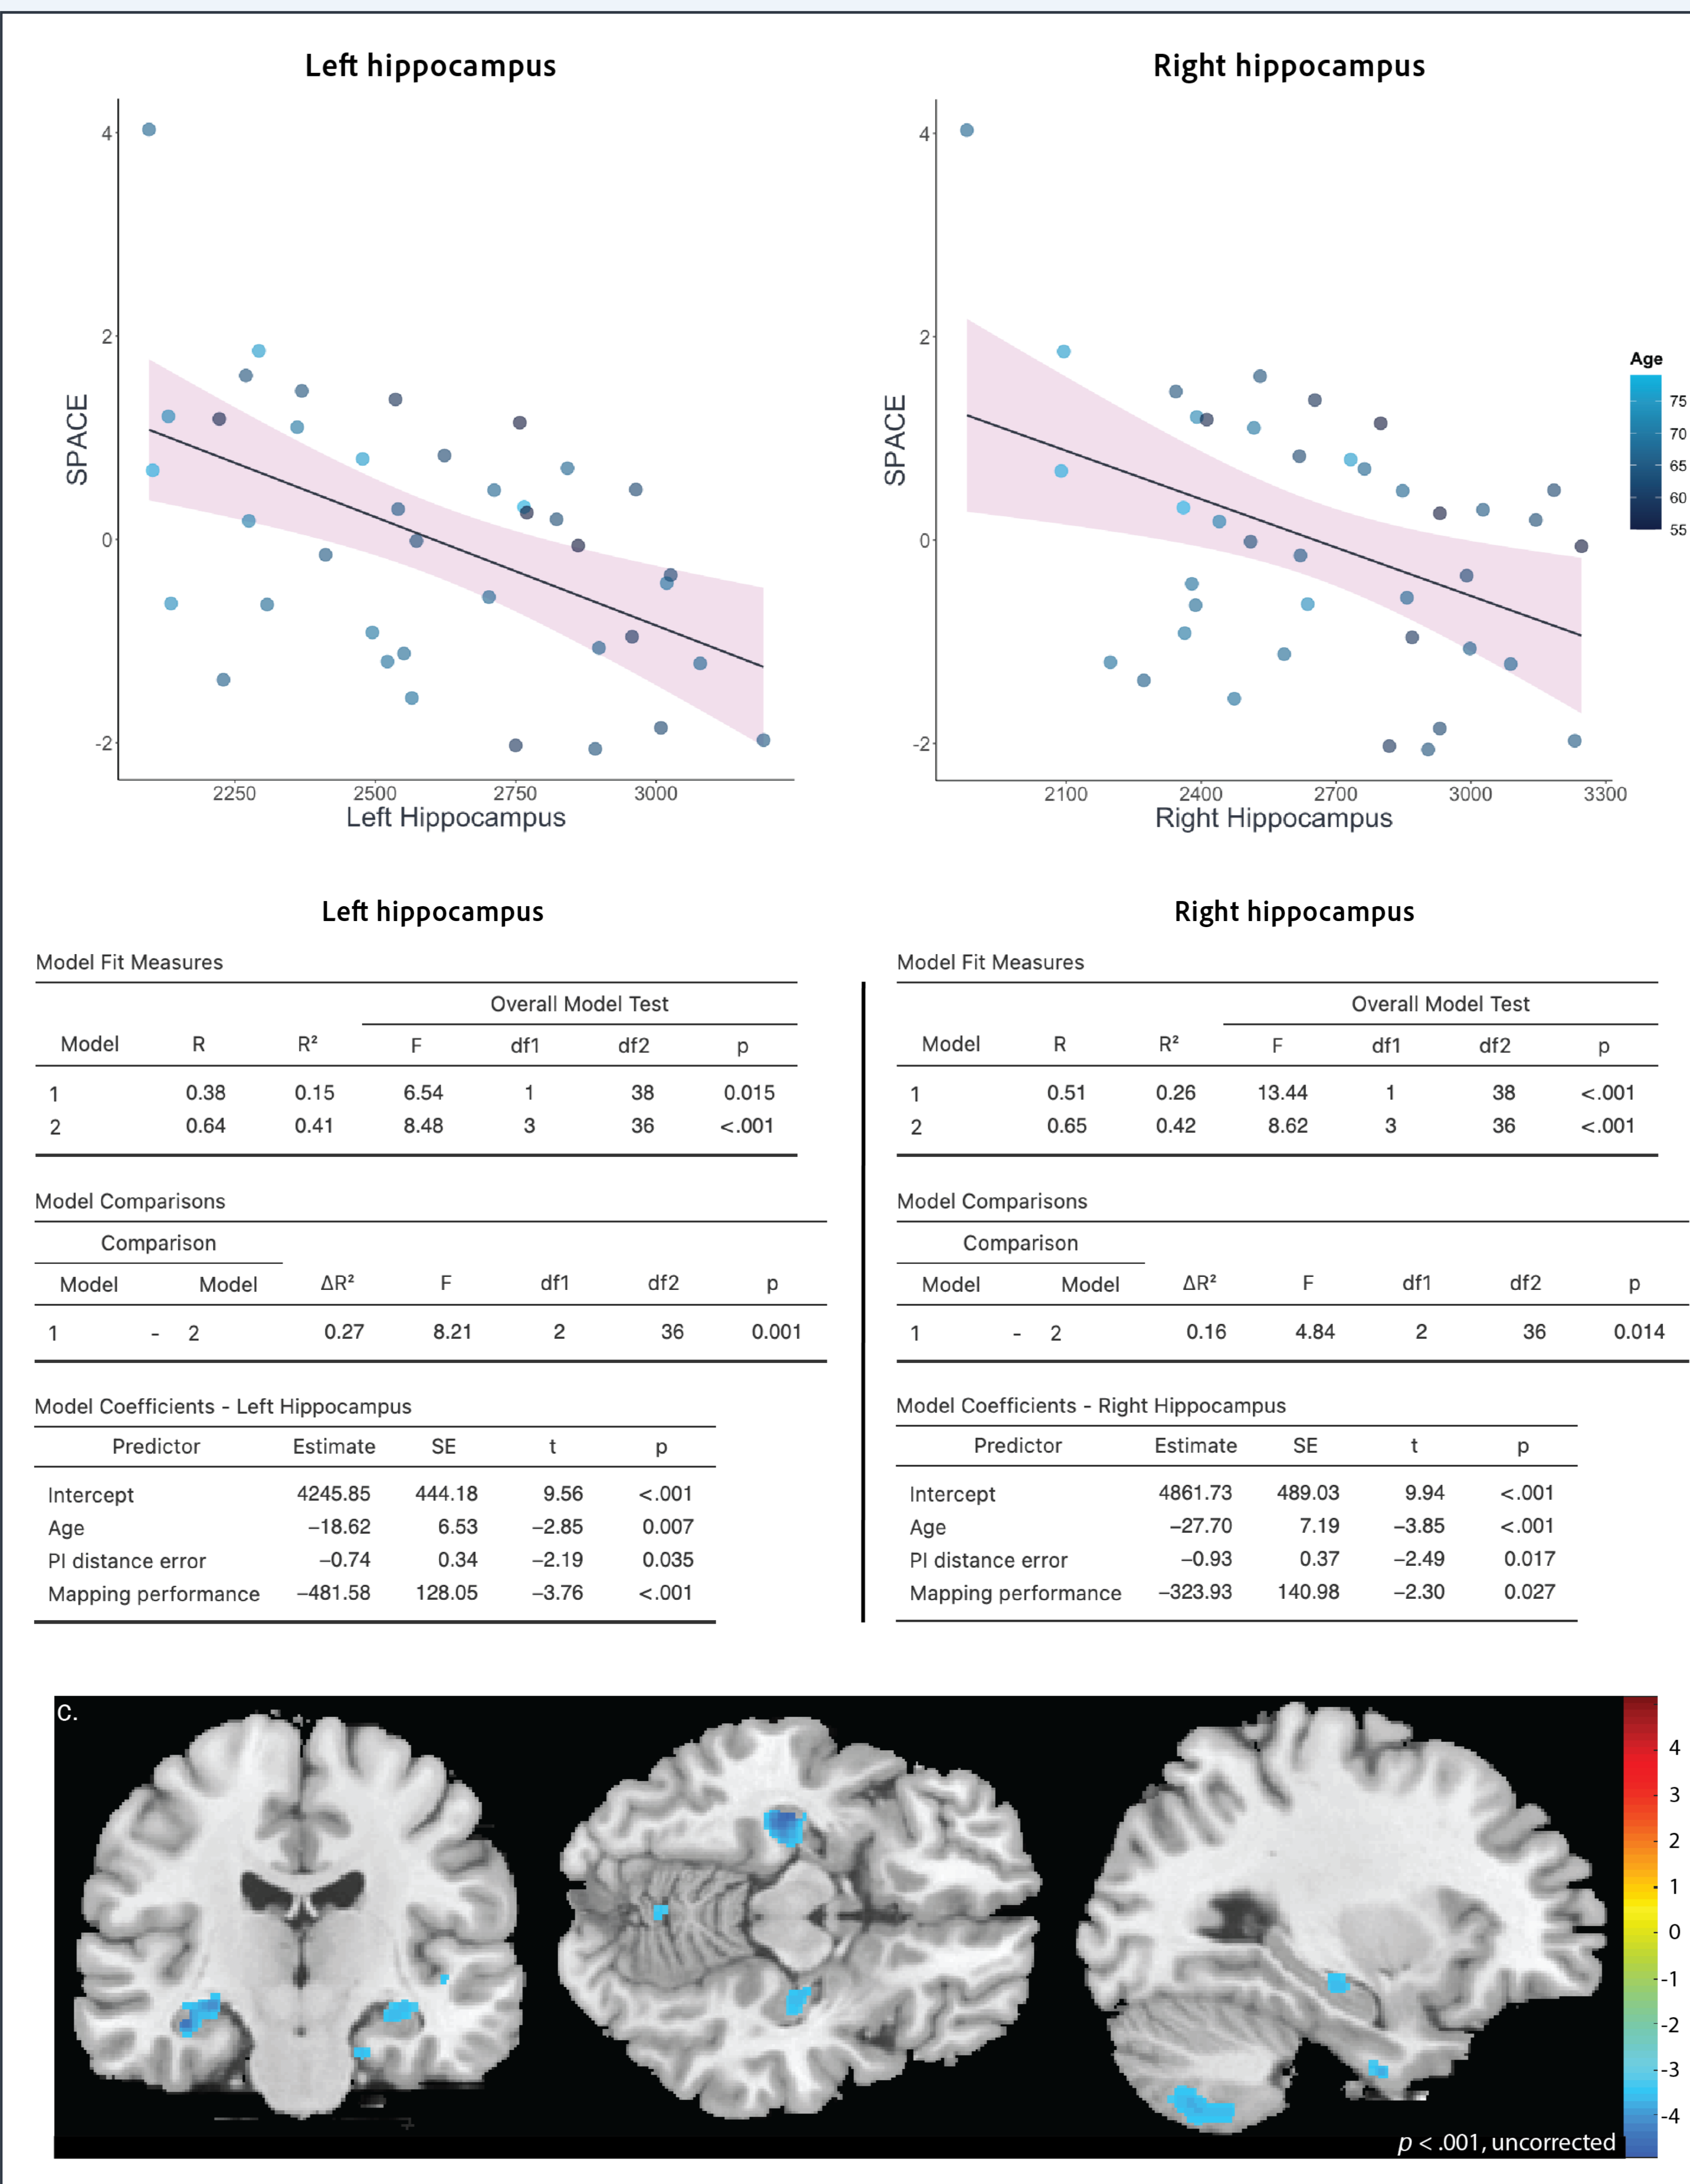 Left hippocampus
4
2
0
-2
SPACE
2250 2500 2750 3000
Left Hippocampus
Right hippocampus
4
2
0
-2
SPACE
2100 2400 2700 3000 3300
Right Hippocampus
Age
75
70
65
60
55
Left hippocampus
Model Fit Measures
Overall Model Test
Model R R² F df1 df2 p
1 0.38 0.15 6.54 1 38 0.015
2 0.64 0.41 8.48 3 36 <.001
Model Comparisons
Comparison
Model Model ΔR² F df1 df2 p
1 - 2 0.27 8.21 2 36 0.001
Model Coefficients - Left Hippocampus
Predictor Estimate SE t p
Intercept 4245.85 444.18 9.56 <.001
Age −18.62 6.53 −2.85 0.007
PI distance error −0.74 0.34 −2.19 0.035
Mapping performance −481.58 128.05 −3.76 <.001
Right hippocampus
Model Fit Measures
Overall Model Test
Model R R² F df1 df2 p
1 0.51 0.26 13.44 1 38 <.001
2 0.65 0.42 8.62 3 36 <.001
Model Comparisons
Comparison
Model Model ΔR² F df1 df2 p
1 - 2 0.16 4.84 2 36 0.014
Model Coefficients - Right Hippocampus
Predictor Estimate SE t p
Intercept 4861.73 489.03 9.94 <.001
Age −27.70 7.19 −3.85 <.001
PI distance error −0.93 0.37 −2.49 0.017
Mapping performance −323.93 140.98 −2.30 0.027
C.
4
3
2
1
0
-1
-2
-3
-4
p < .001, uncorrected